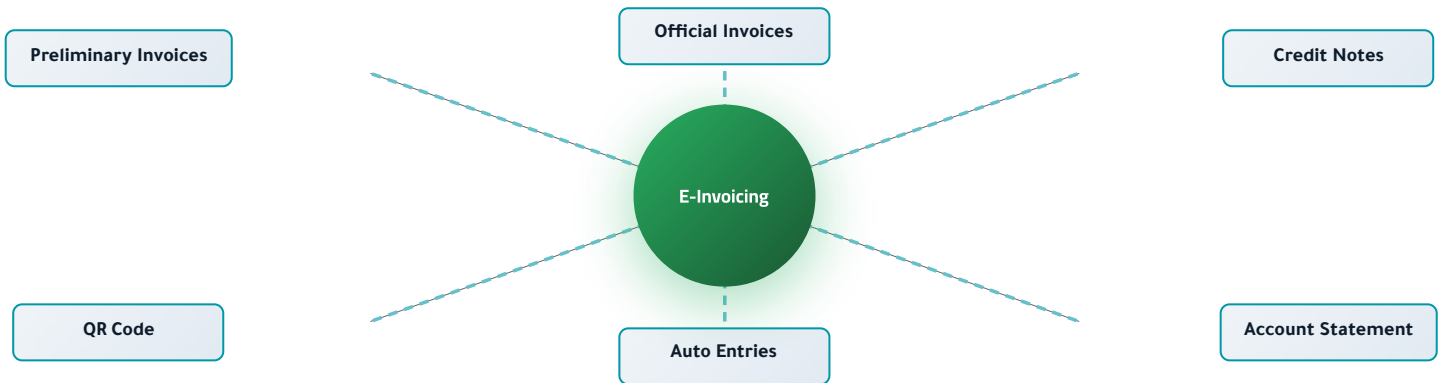 Preliminary Invoices
Official Invoices
Credit Notes
E-Invoicing
QR Code
Auto Entries
Account Statement